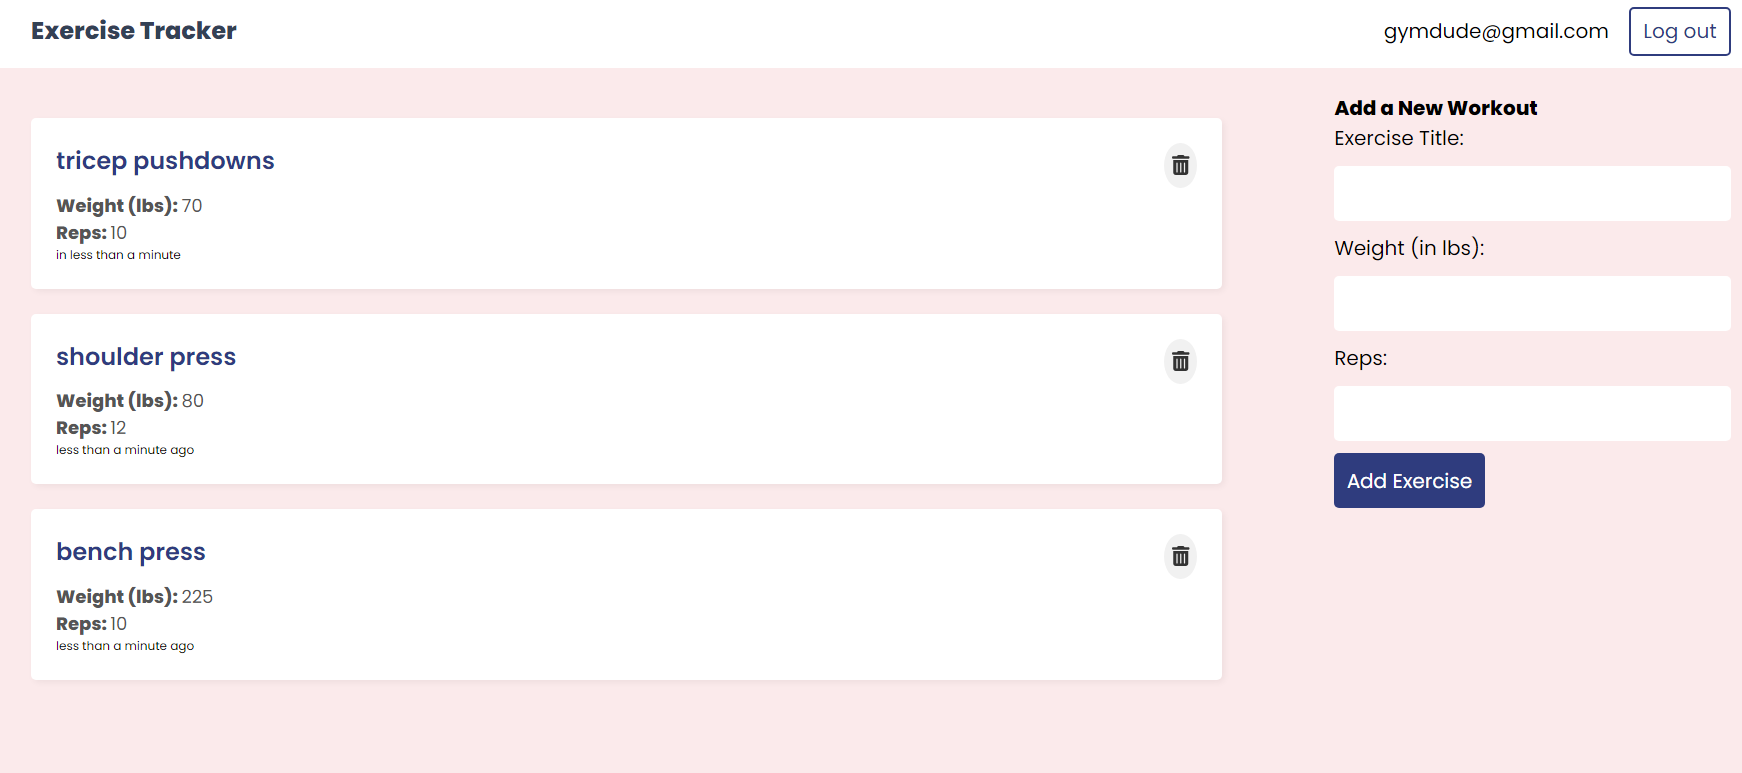 Exercise Tracker
gymdude@gmail.com
Log out
tricep pushdowns
Weight (lbs): 70
Reps: 10
in less than a minute
shoulder press
Weight (lbs): 80
Reps: 12
less than a minute ago
bench press
Weight (lbs): 225
Reps: 10
less than a minute ago
Add a New Workout
Exercise Title:
Weight (in lbs):
Reps:
Add Exercise